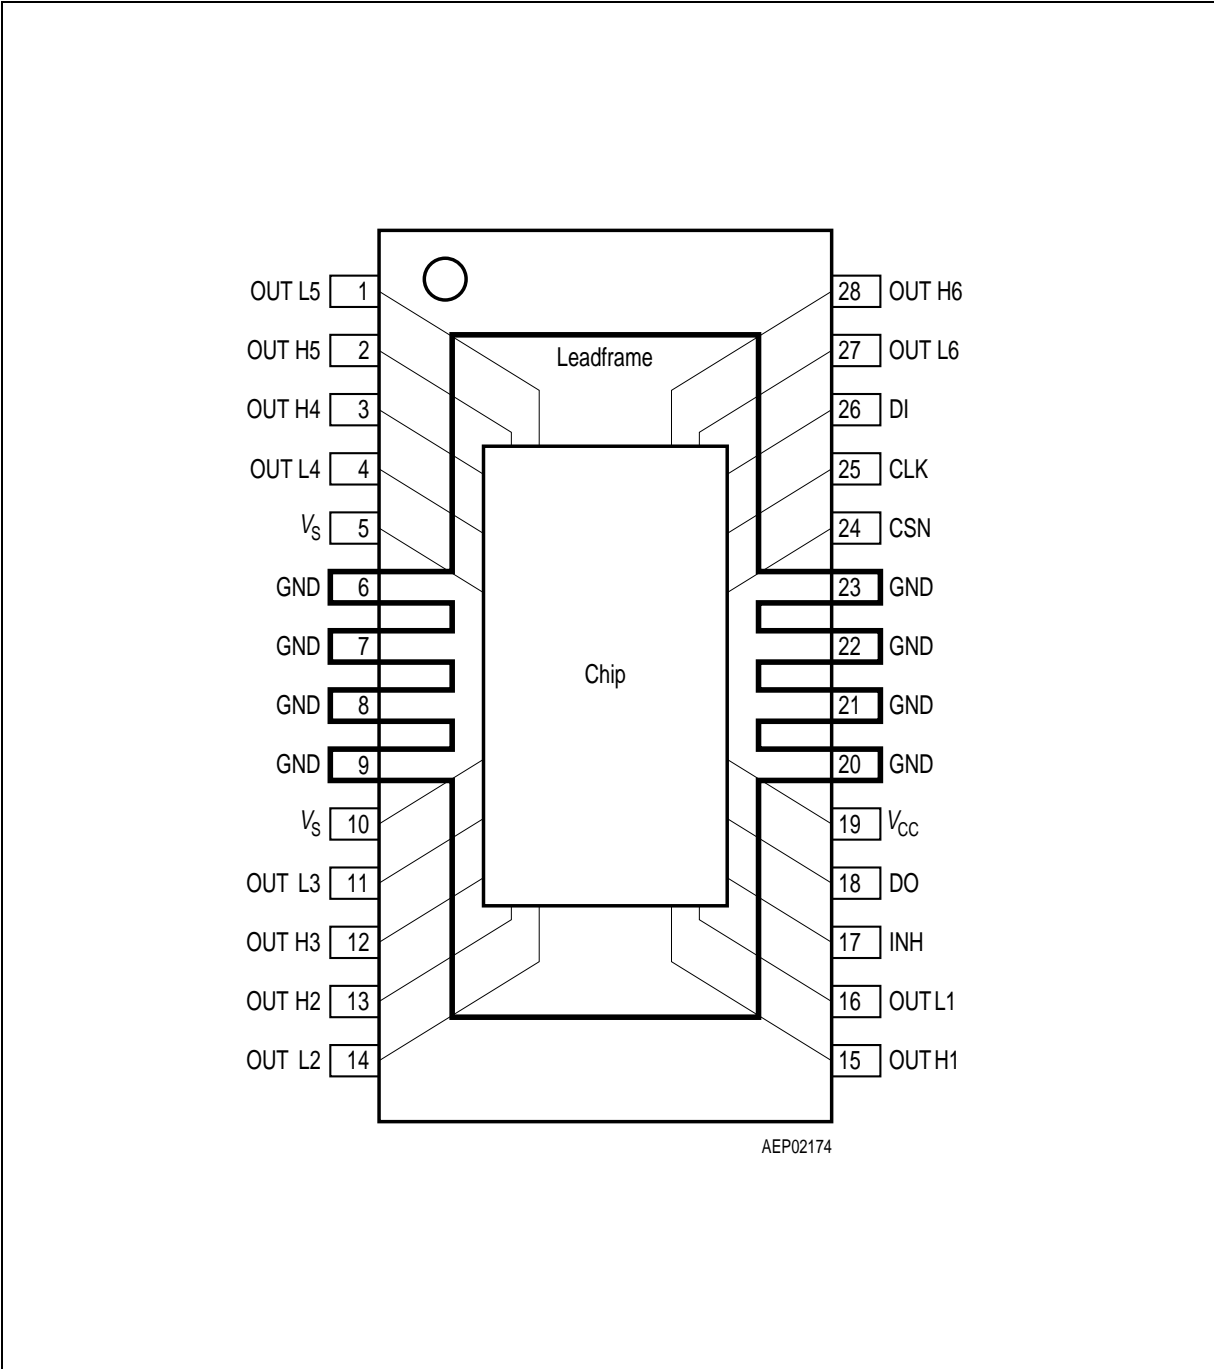 OUT L5 1 28 OUT H6
Leadframe
OUT H5 2 27 OUT L6
OUT H4 3 26 DI
OUT L4 4 25 CLK
VS 5 24 CSN
GND 6 23 GND
GND 7 22 GND
Chip
GND 8 21 GND
GND 9 20 GND
VS 10 19 VCC
OUT L3 11 18 DO
OUT H3 12 17 INH
OUT H2 13 16 OUT L1
OUT L2 14 15 OUT H1
AEP02174